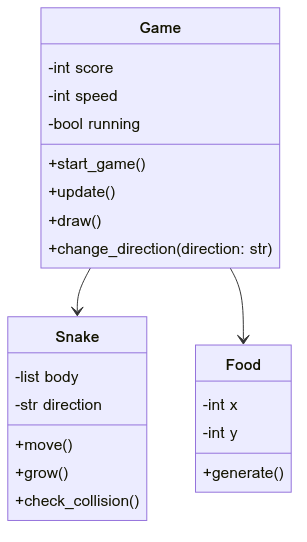 Game
-int score
-int speed
-bool running
+start_game()
+update()
+draw()
+change_direction(direction: str)
Snake
-list body
-str direction
+move()
+grow()
+check_collision()
Food
-int x
-int y
+generate()